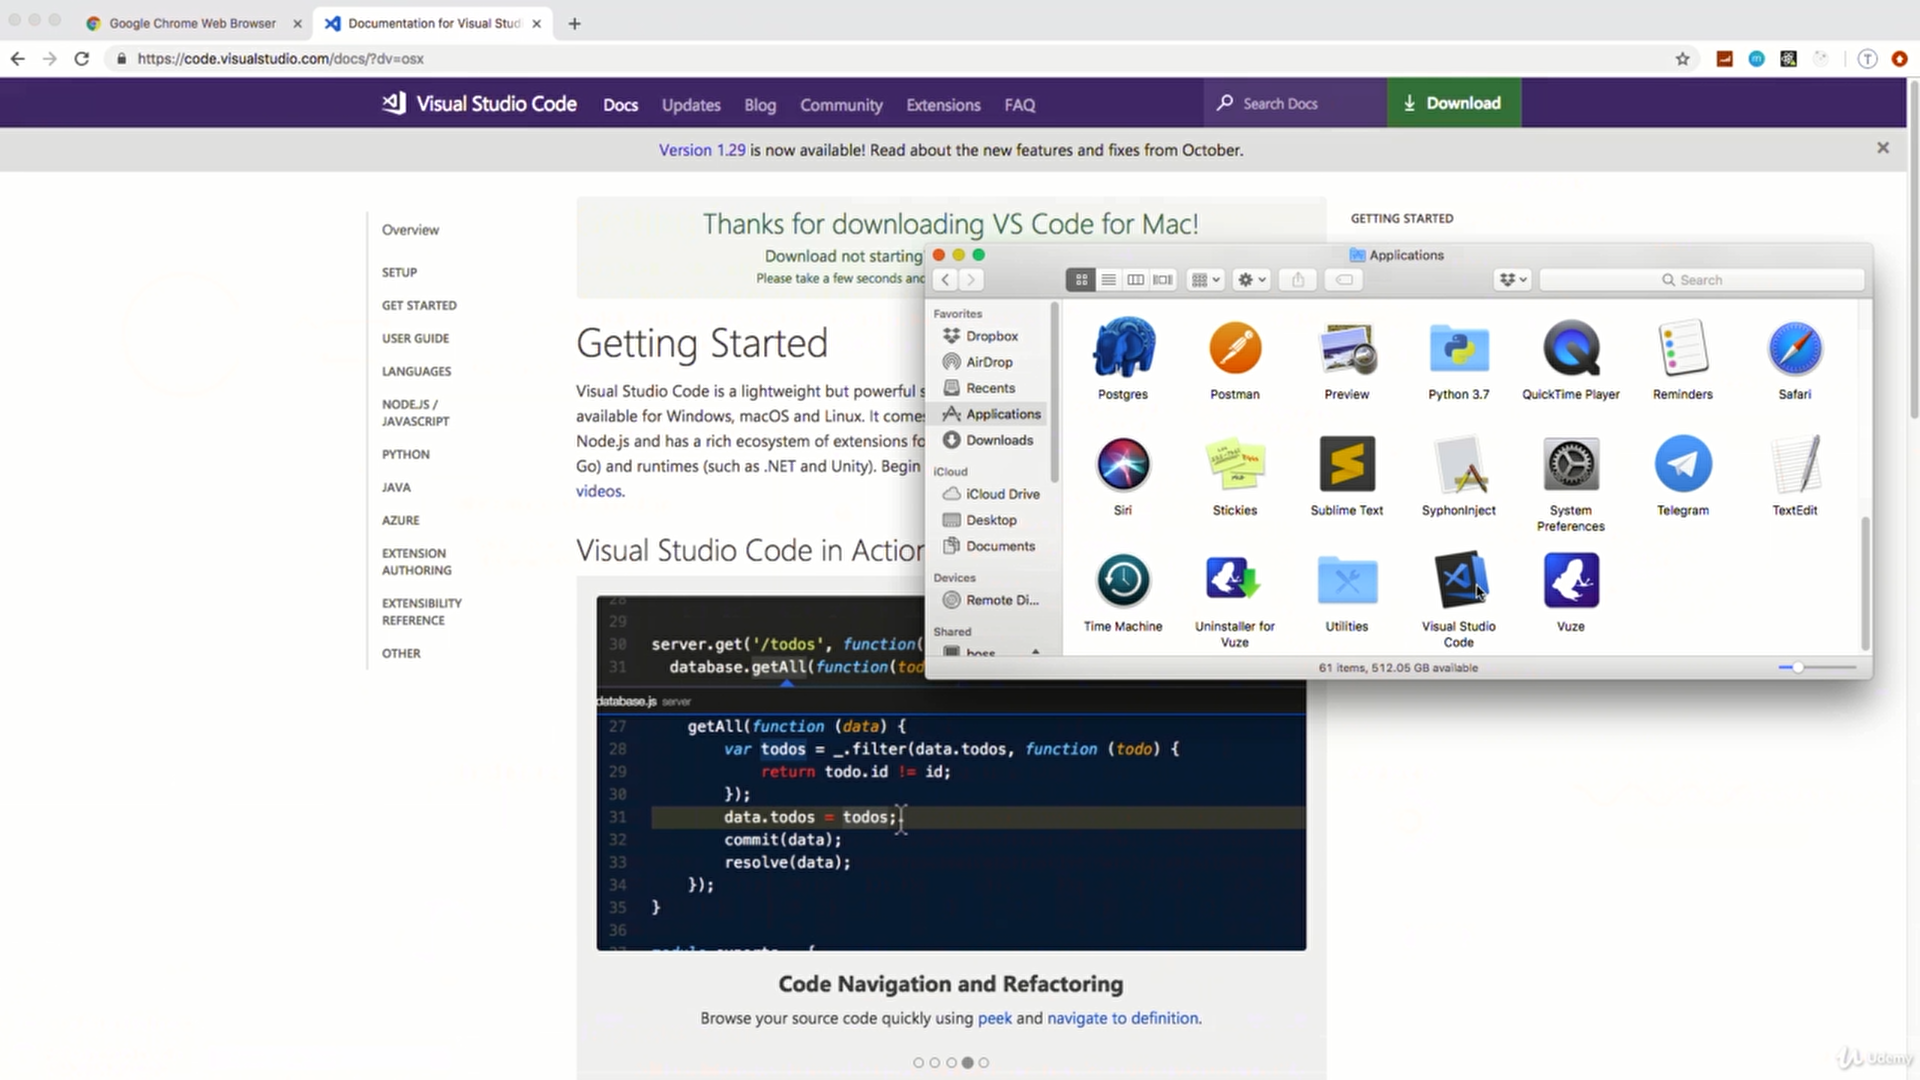 Google Chrome Web Browser
Documentation for Visual Stud
https://code.visualstudio.com/docs/?dv=osx
Visual Studio Code
Docs
Updates
Blog
Community
Extensions
FAQ
Search Docs
Download
Version 1.29 is now available! Read about the new features and fixes from October.
Overview
SETUP
GET STARTED
USER GUIDE
LANGUAGES
NODE.JS /
JAVASCRIPT
PYTHON
JAVA
AZURE
EXTENSION
AUTHORING
EXTENSIBILITY
REFERENCE
OTHER
Thanks for downloading VS Code for Mac!
Download not starting
Please take a few seconds and
Getting Started
Visual Studio Code is a lightweight but powerful s
available for Windows, macOS and Linux. It comes
Node.js and has a rich ecosystem of extensions fo
Go) and runtimes (such as .NET and Unity). Begin
videos.
Visual Studio Code in Action
28
29
30 server.get('/todos', function(
31 database.getAll(function(tod
database.js server
27 getAll(function (data) {
28 var todos = _.filter(data.todos, function (todo) {
29 return todo.id != id;
30 });
31 data.todos = todos;
32 commit(data);
33 resolve(data);
34 });
35 }
36
Code Navigation and Refactoring
Browse your source code quickly using peek and navigate to definition.
GETTING STARTED
Applications
Search
Favorites
Dropbox
AirDrop
Recents
Applications
Downloads
iCloud
iCloud Drive
Desktop
Documents
Devices
Remote Di...
Shared
boss
Postgres
Postman
Preview
Python 3.7
QuickTime Player
Reminders
Safari
Siri
Stickies
Sublime Text
SyphonInject
System
Preferences
Telegram
TextEdit
Time Machine
Uninstaller for
Vuze
Utilities
Visual Studio
Code
Vuze
61 items, 512.05 GB available
Udemy